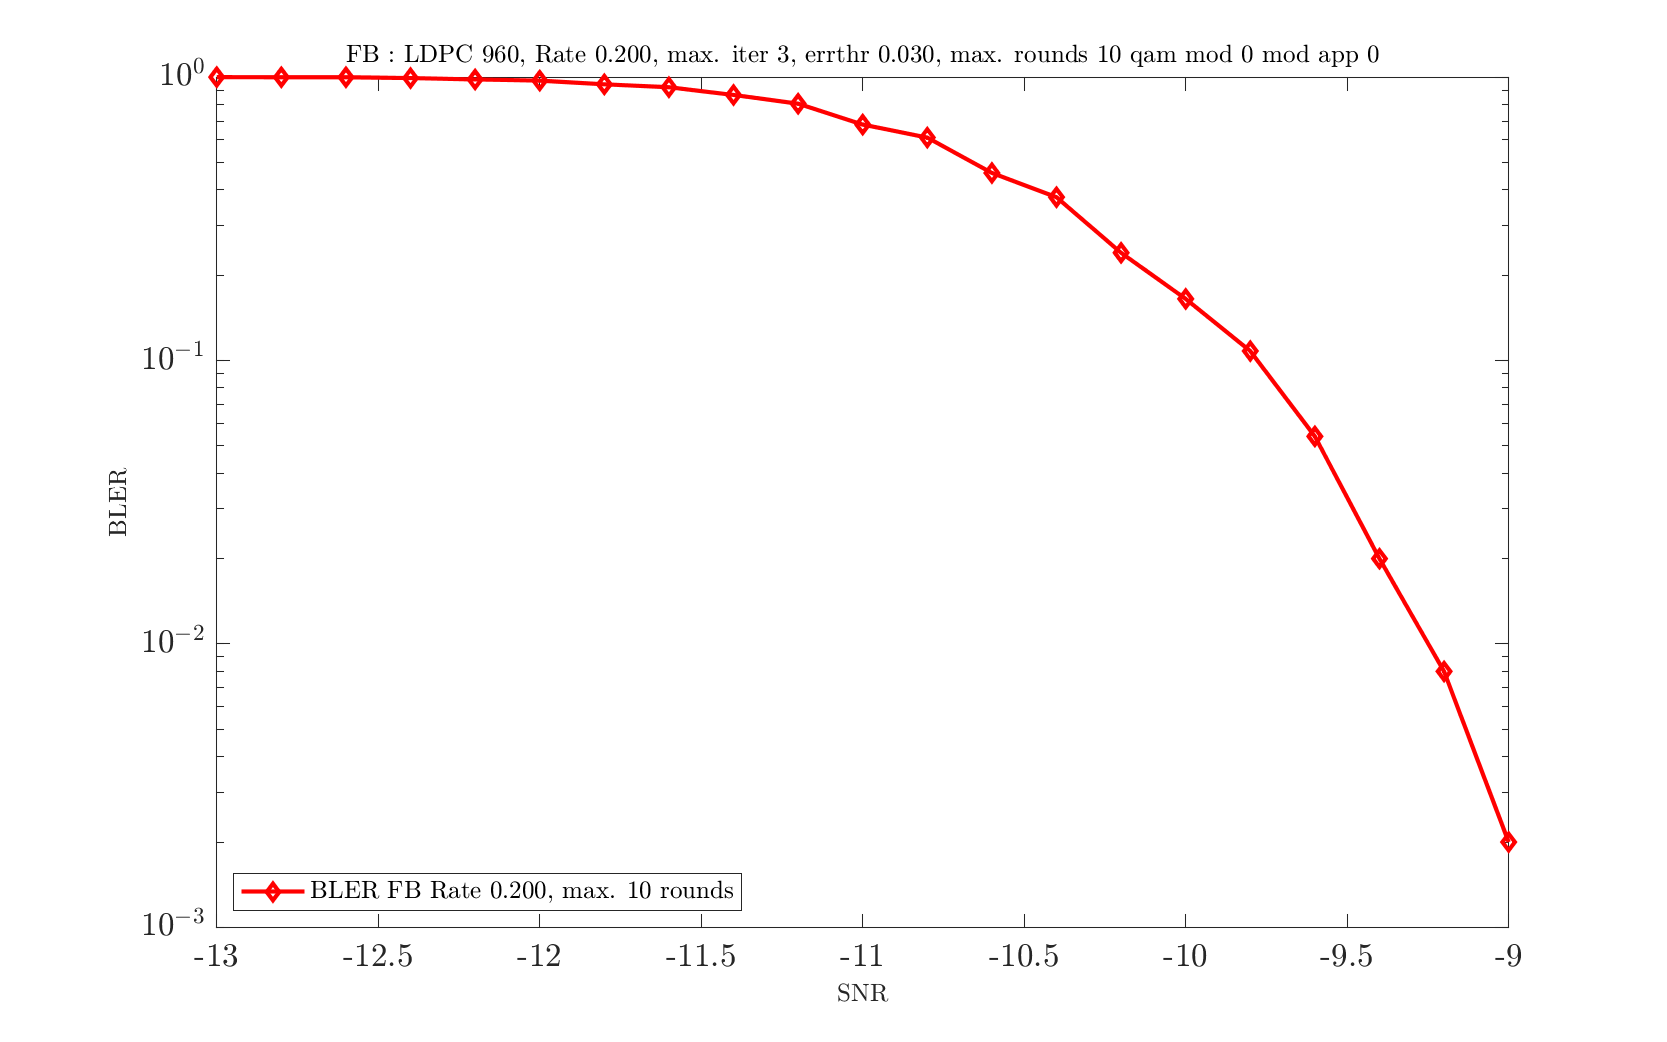 FB : LDPC 960, Rate 0.200, max. iter 3, errthr 0.030, max. rounds 10 qam mod 0 mod app 0
10^0
10^{-1}
10^{-2}
10^{-3}
BLER
BLER FB Rate 0.200, max. 10 rounds
-13 -12.5 -12 -11.5 -11 -10.5 -10 -9.5 -9
SNR